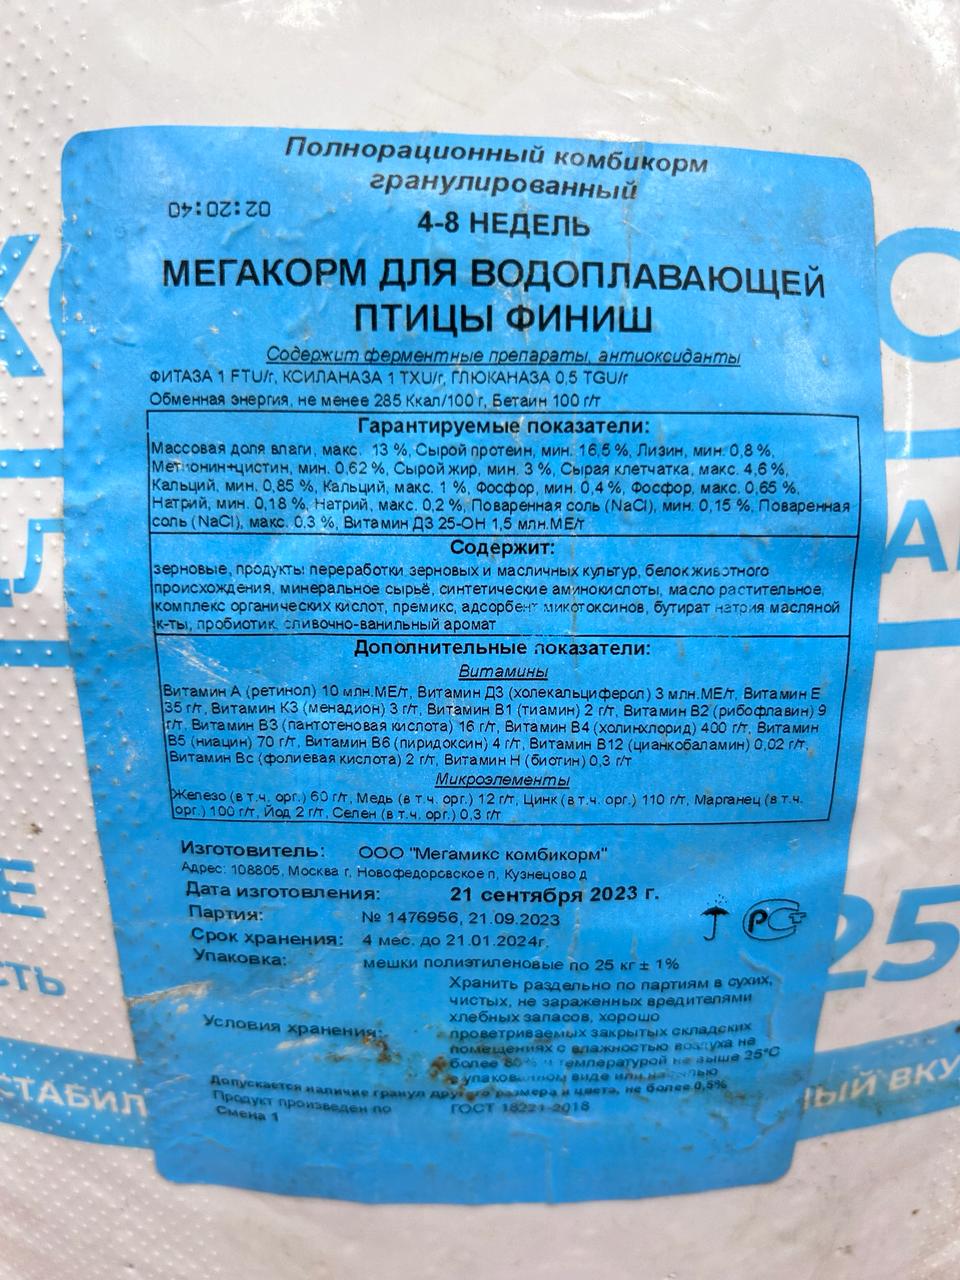 Полнорационный комбикорм
гранулированный
02:20:40
4-8 НЕДЕЛЬ
МЕГАКОРМ ДЛЯ ВОДОПЛАВАЮЩЕЙ
ПТИЦЫ ФИНИШ
Содержит ферментные препараты, антиоксиданты
ФИТАЗА 1 FTU/г, КСИЛАНАЗА 1 TXU/г, ГЛЮКАНАЗА 0,5 TGU/г
Обменная энергия, не менее 285 Ккал/100 г, Бетаин 100 г/т
Гарантируемые показатели:
Массовая доля влаги, макс. 13 %, Сырой протеин, мин. 16,5 %, Лизин, мин. 0,8 %,
Метионин+цистин, мин. 0,62 %, Сырой жир, мин. 3 %, Сырая клетчатка, макс. 4,6 %,
Кальций, мин. 0,85 %, Кальций, макс. 1 %, Фосфор, мин. 0,4 %, Фосфор, макс. 0,65 %,
Натрий, мин. 0,18 %, Натрий, макс. 0,2 %, Поваренная соль (NaCl), мин. 0,15 %, Поваренная
соль (NaCl), макс. 0,3 %, Витамин Д3 25-ОН 1,5 млн.МЕ/т
Содержит:
зерновые, продукты переработки зерновых и масличных культур, белок животного
происхождения, минеральное сырьё, синтетические аминокислоты, масло растительное,
комплекс органических кислот, премикс, адсорбент микотоксинов, бутират натрия масляной
к-ты, пробиотик, сливочно-ванильный аромат
Дополнительные показатели:
Витамины
Витамин А (ретинол) 10 млн.МЕ/т, Витамин Д3 (холекальциферол) 3 млн.МЕ/т, Витамин Е
35 г/т, Витамин К3 (менадион) 3 г/т, Витамин В1 (тиамин) 2 г/т, Витамин В2 (рибофлавин) 9
г/т, Витамин В3 (пантотеновая кислота) 16 г/т, Витамин В4 (холинхлорид) 400 г/т, Витамин
В5 (ниацин) 70 г/т, Витамин В6 (пиридоксин) 4 г/т, Витамин В12 (цианкобаламин) 0,02 г/т,
Витамин Вс (фолиевая кислота) 2 г/т, Витамин Н (биотин) 0,3 г/т
Микроэлементы
Железо (в т.ч. орг.) 60 г/т, Медь (в т.ч. орг.) 12 г/т, Цинк (в т.ч. орг.) 110 г/т, Марганец (в т.ч.
орг.) 100 г/т, Йод 2 г/т, Селен (в т.ч. орг.) 0,3 г/т
Изготовитель: ООО "Мегамикс комбикорм"
Адрес: 108805, Москва г, Новофедоровское п, Кузнецово д
Дата изготовления: 21 сентября 2023 г.
Партия: № 1476956, 21.09.2023
Срок хранения: 4 мес. до 21.01.2024г.
Упаковка: мешки полиэтиленовые по 25 кг ± 1%
Условия хранения: Хранить раздельно по партиям в сухих,
чистых, не зараженных вредителями
хлебных запасов, хорошо
проветриваемых закрытых складских
помещениях с влажностью воздуха не
более % и температурой не выше 25°С
в упакованном виде или насыпью
Допускается наличие гранул другого размера и цвета, не более 0,5%
Продукт произведен по ГОСТ 18221-2018
Смена 1
РСТ
25
СТЬ
СТАБИЛ
ЫЙ ВКУ